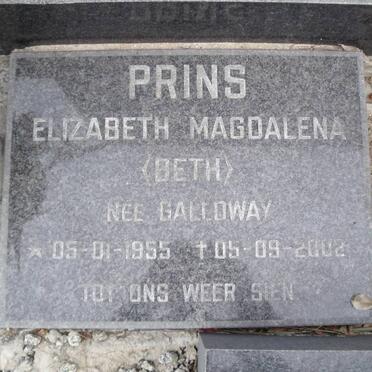 PRINS
ELIZABETH MAGDALENA
(BETH)
NEE GALLOWAY
*05-01-1955 †05-09-2002
TOT ONS WEER SIEN